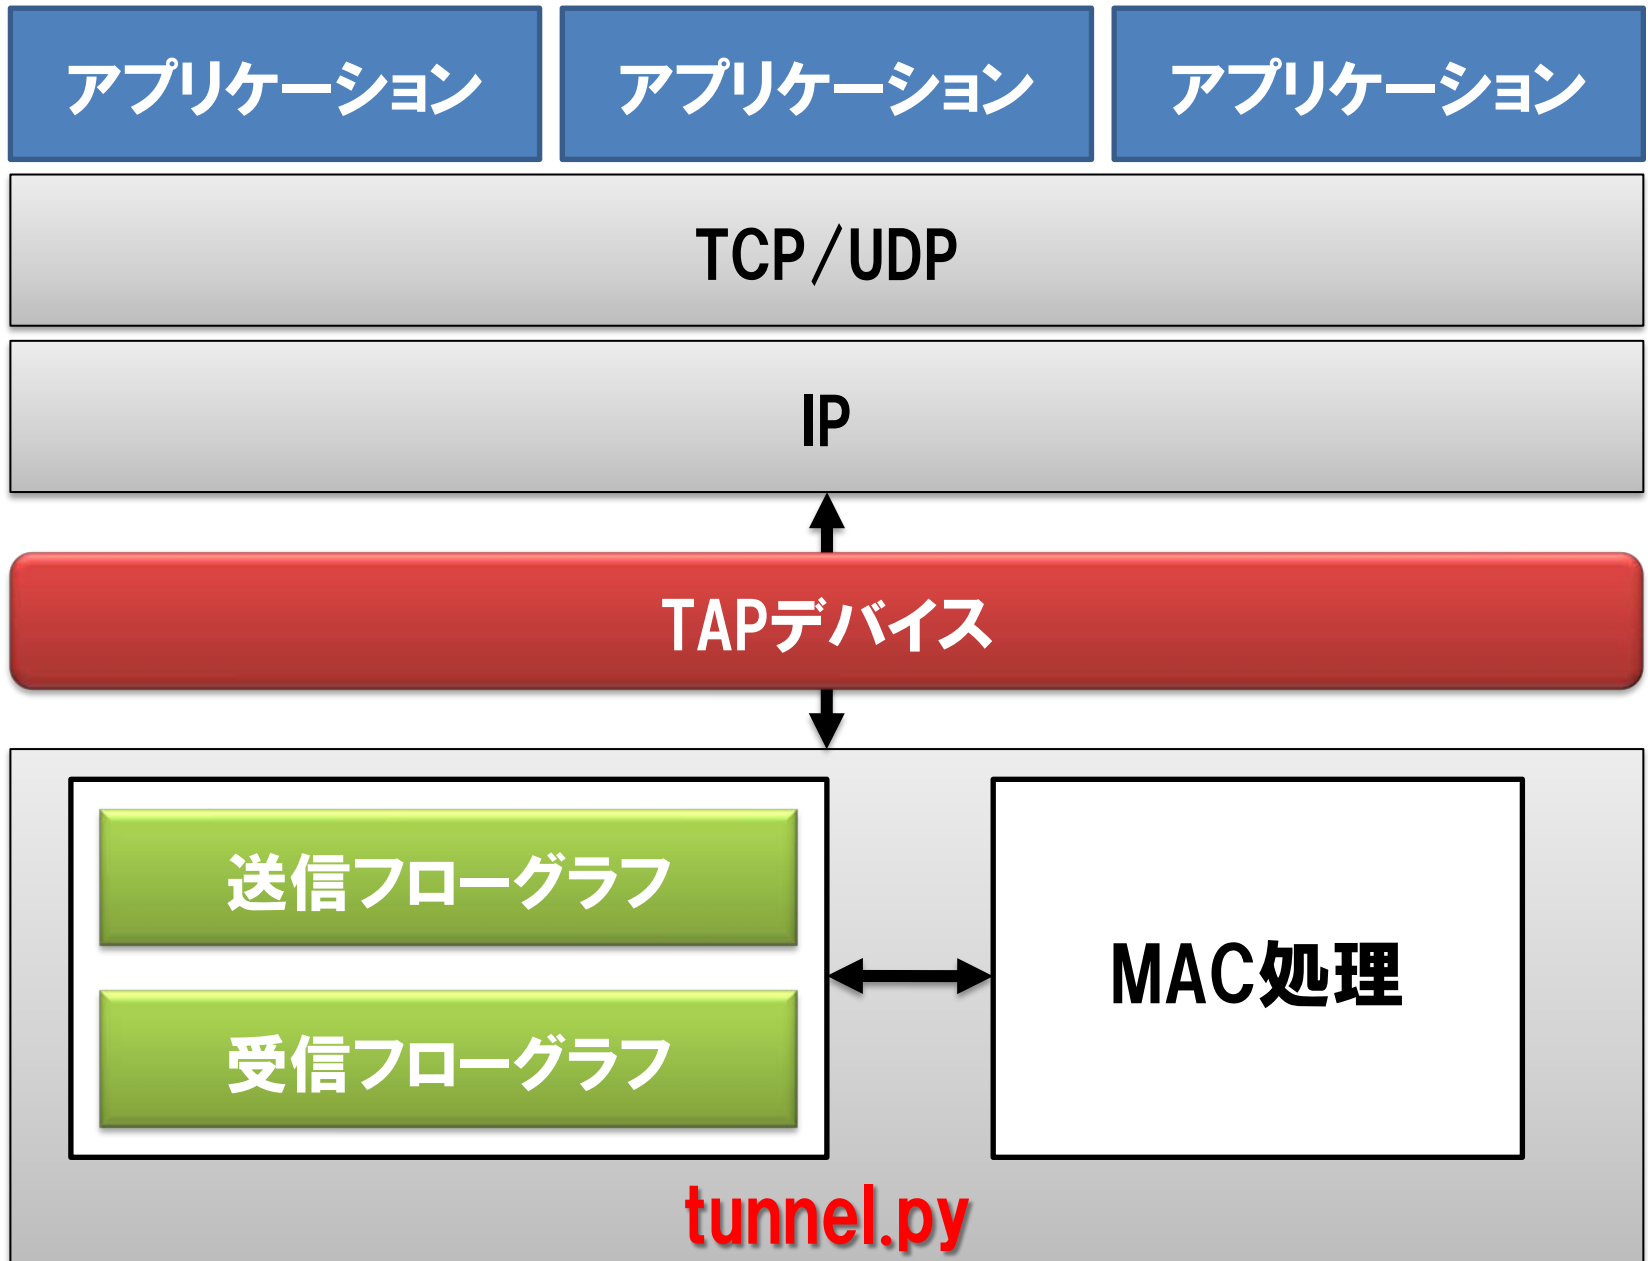 アプリケーション
アプリケーション
アプリケーション
TCP/UDP
IP
TAPデバイス
送信フローグラフ
受信フローグラフ
MAC処理
tunnel.py